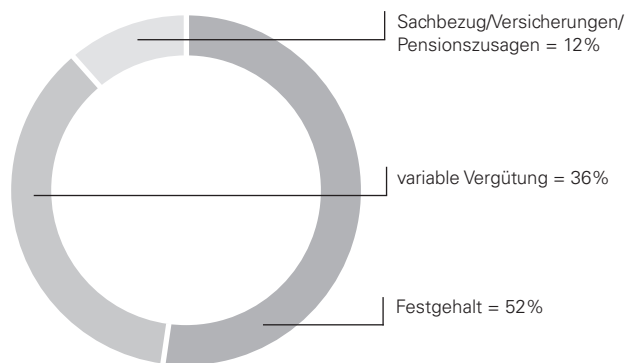 Sachbezug/Versicherungen/
Pensionszusagen = 12%
variable Vergütung = 36%
Festgehalt = 52%